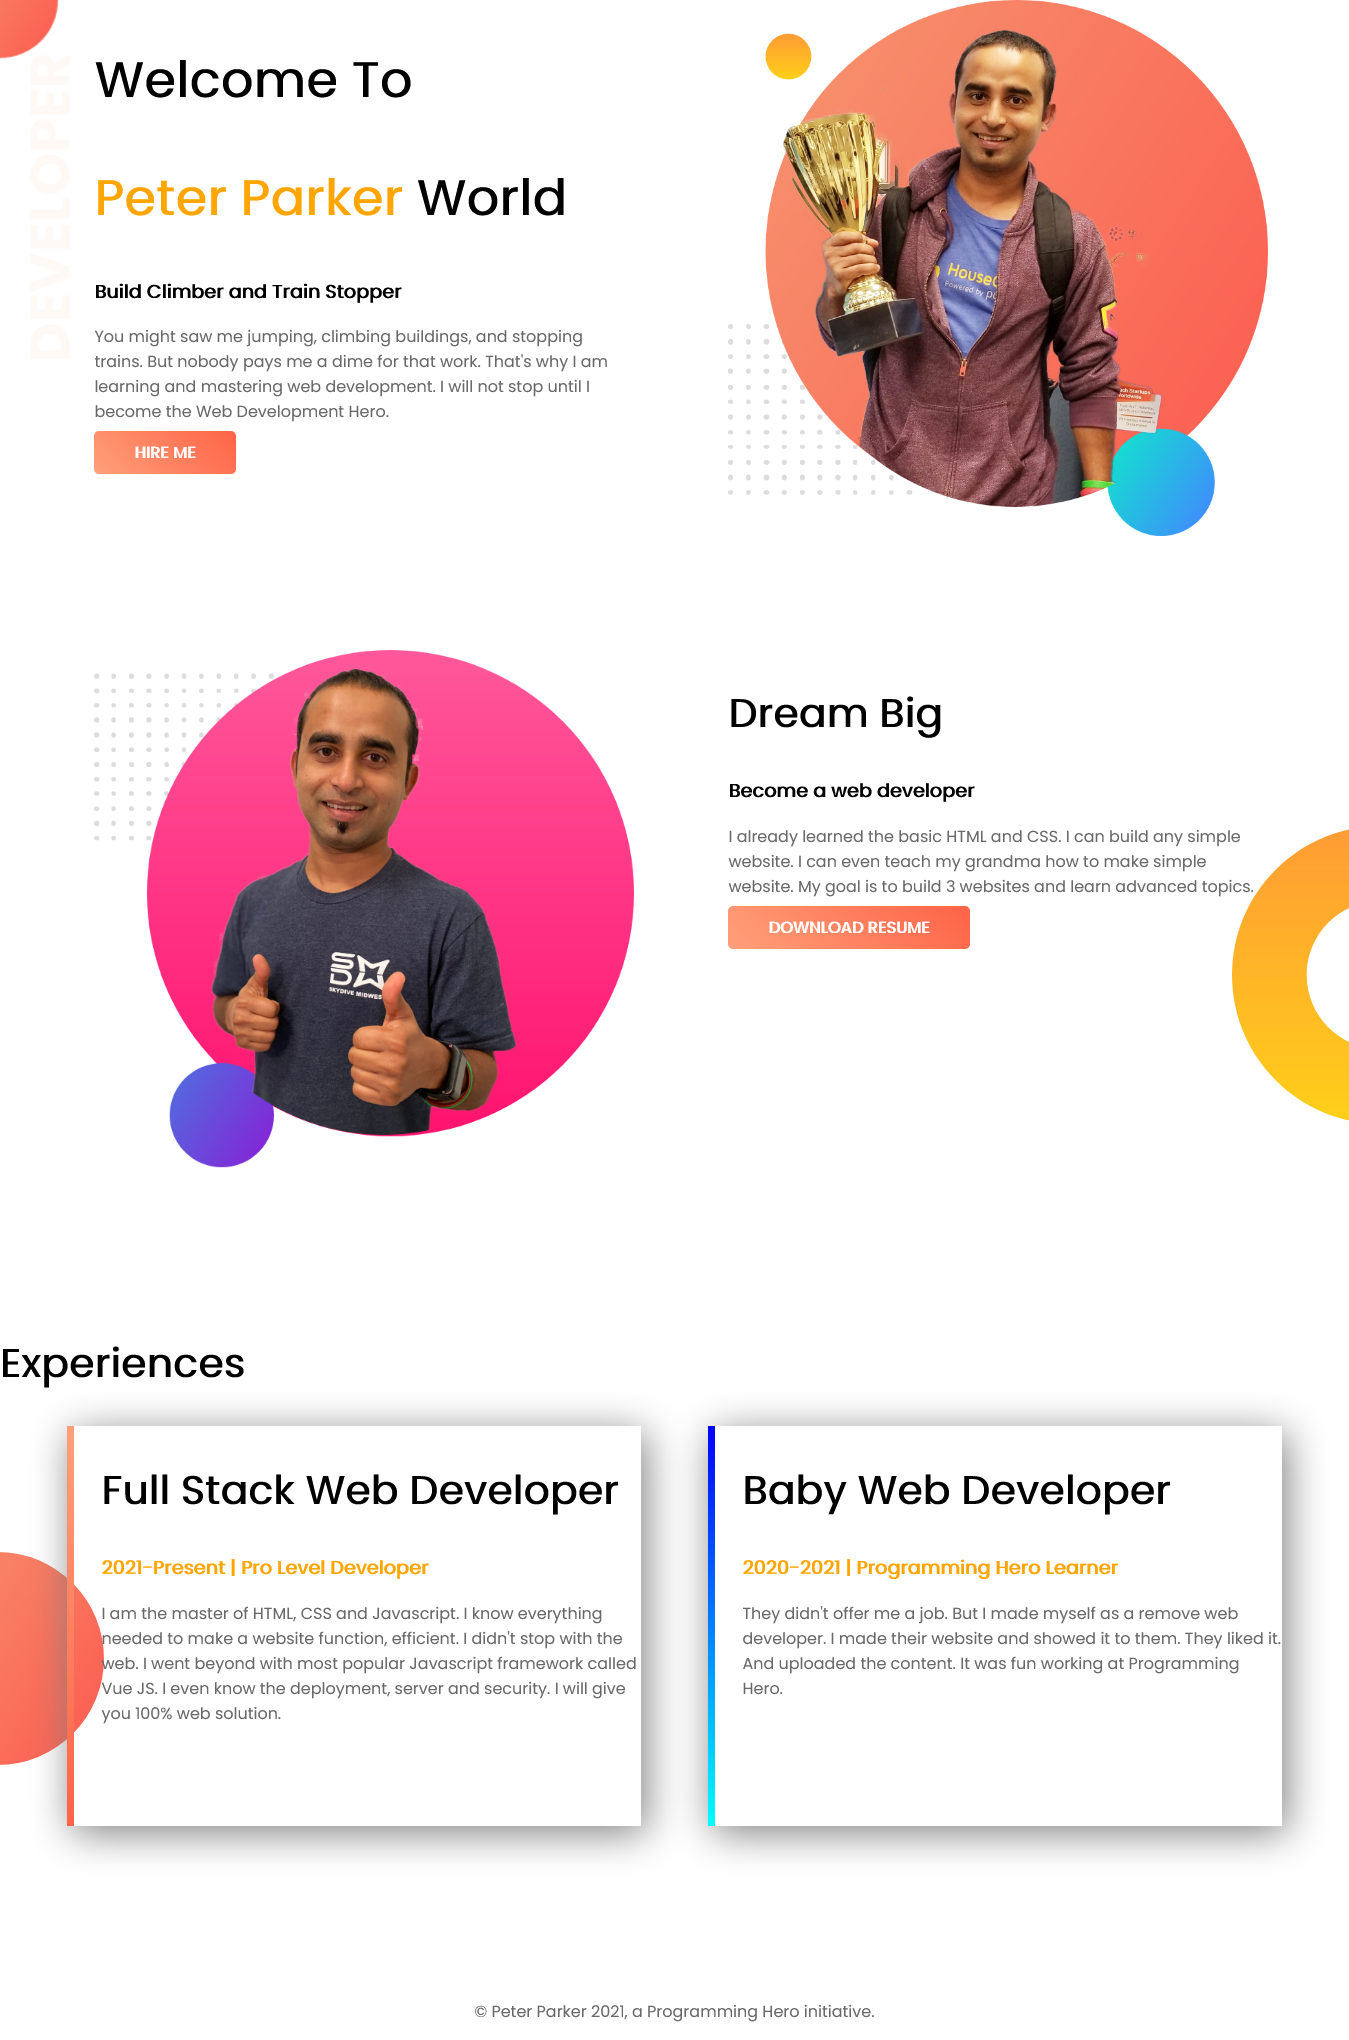 DEVELOPER
Welcome To
Peter Parker World
Build Climber and Train Stopper
You might saw me jumping, climbing buildings, and stopping
trains. But nobody pays me a dime for that work. That's why I am
learning and mastering web development. I will not stop until I
become the Web Development Hero.
HIRE ME
Powered by
Dream Big
Become a web developer
I already learned the basic HTML and CSS. I can build any simple
website. I can even teach my grandma how to make simple
website. My goal is to build 3 websites and learn advanced topics.
DOWNLOAD RESUME
Experiences
Full Stack Web Developer
2021-Present | Pro Level Developer
I am the master of HTML, CSS and Javascript. I know everything
needed to make a website function, efficient. I didn't stop with the
web. I went beyond with most popular Javascript framework called
Vue JS. I even know the deployment, server and security. I will give
you 100% web solution.
Baby Web Developer
2020-2021 | Programming Hero Learner
They didn't offer me a job. But I made myself as a remove web
developer. I made their website and showed it to them. They liked it.
And uploaded the content. It was fun working at Programming
Hero.
© Peter Parker 2021, a Programming Hero initiative.